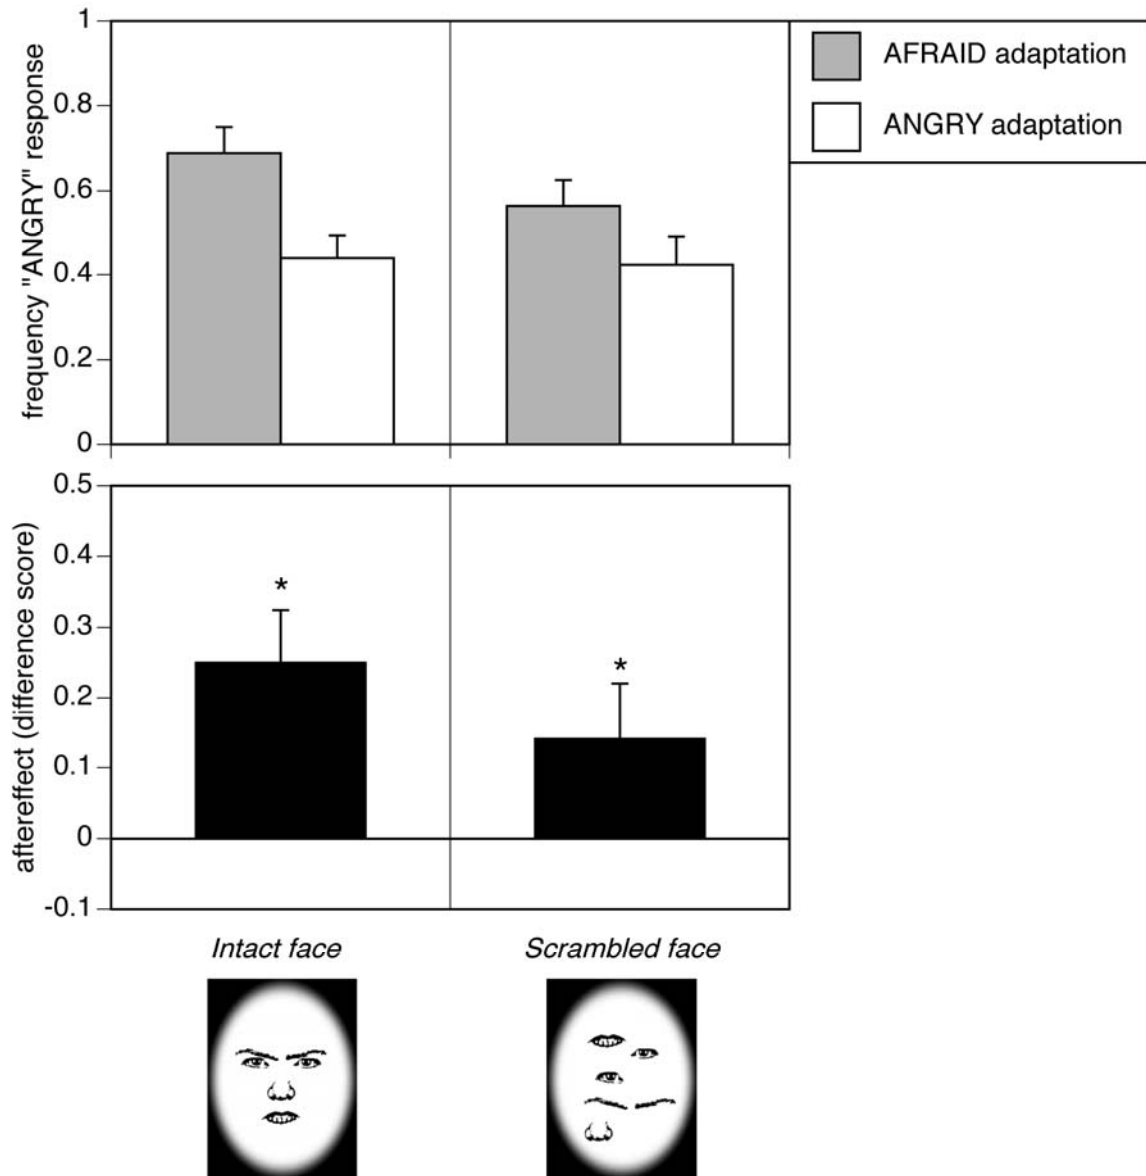 frequency "ANGRY" response
1
0.8
0.6
0.4
0.2
0
AFRAID adaptation
ANGRY adaptation
aftereffect (difference score)
0.5
0.4
0.3
0.2
0.1
0
-0.1
*
*
Intact face
Scrambled face